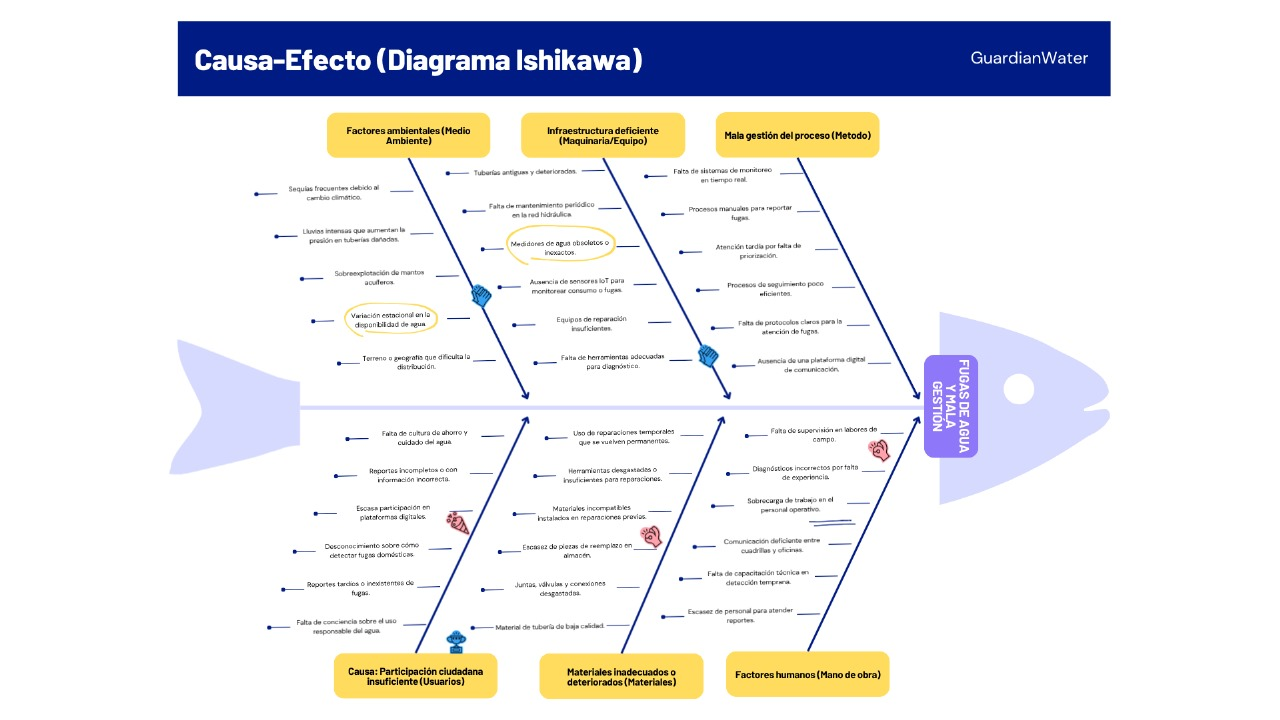 Causa-Efecto (Diagrama Ishikawa)
GuardianWater
Factores ambientales (Medio
Ambiente)
Infraestructura deficiente
(Maquinaria/Equipo)
Mala gestión del proceso (Metodo)
Sequías frecuentes debido al
cambio climático.
Lluvias intensas que aumentan la
presión en tuberías dañadas.
Sobreexplotación de mantos
acuíferos.
Variación estacional en la
disponibilidad de agua.
Terreno o geografía que dificulta la
distribución.
Tuberías antiguas y deterioradas.
Falta de mantenimiento periódico
en la red hidráulica.
Medidores de agua obsoletos o
inexactos.
Ausencia de sensores IoT para
monitorear consumo o fugas.
Equipos de reparación
insuficientes.
Falta de herramientas adecuadas
para diagnóstico.
Falta de sistemas de monitoreo
en tiempo real.
Procesos manuales para reportar
fugas.
Atención tardía por falta de
priorización.
Procesos de seguimiento poco
eficientes.
Falta de protocolos claros para la
atención de fugas.
Ausencia de una plataforma digital
de comunicación.
FUGAS DE AGUA
Y MALA
GESTIÓN
Falta de cultura de ahorro y
cuidado del agua.
Reportes incompletos o con
información incorrecta.
Escasa participación en
plataformas digitales.
Desconocimiento sobre cómo
detectar fugas domésticas.
Reportes tardíos o inexistentes de
fugas.
Falta de conciencia sobre el uso
responsable del agua.
Uso de reparaciones temporales
que se vuelven permanentes.
Herramientas desgastadas o
insuficientes para reparaciones.
Materiales incompatibles
instalados en reparaciones previas.
Escasez de piezas de reemplazo en
almacén.
Juntas, válvulas y conexiones
desgastadas.
Material de tubería de baja calidad.
Falta de supervisión en labores de
campo.
Diagnósticos incorrectos por falta
de experiencia.
Sobrecarga de trabajo en el
personal operativo.
Comunicación deficiente entre
cuadrillas y oficinas.
Falta de capacitación técnica en
detección temprana.
Escasez de personal para atender
reportes.
Causa: Participación ciudadana
insuficiente (Usuarios)
Materiales inadecuados o
deteriorados (Materiales)
Factores humanos (Mano de obra)